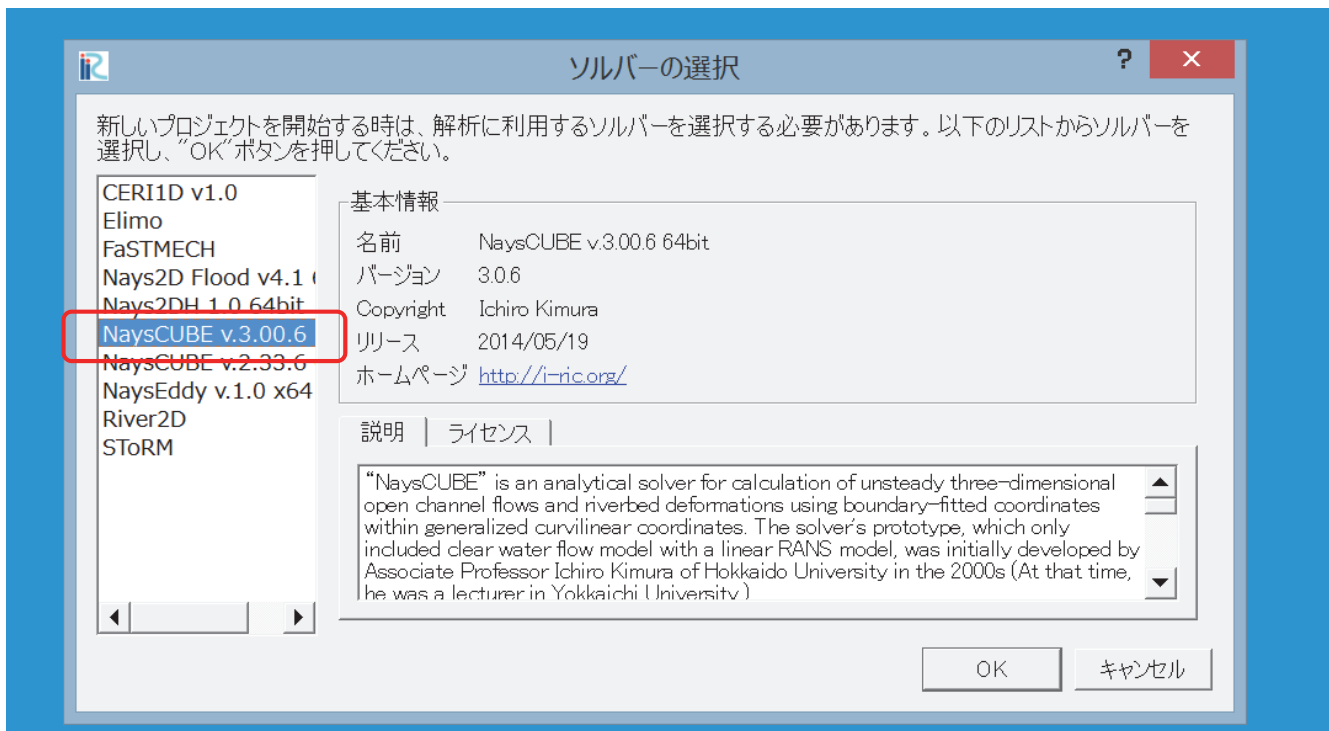 iRIC
ソルバーの選択
?
新しいプロジェクトを開始する時は、解析に利用するソルバーを選択する必要があります。以下のリストからソルバーを
選択し、"OK"ボタンを押してください。
CERI1D v1.0
Elimo
FaSTMECH
Nays2D Flood v4.1
Nays2DH 1.0 64bit
NaysCUBE v.3.00.6
NaysCUBE v.2.33.6
NaysEddy v.1.0 x64
River2D
SToRM
基本情報
名前 NaysCUBE v.3.00.6 64bit
バージョン 3.0.6
Copyright Ichiro Kimura
リリース 2014/05/19
ホームページ http://i-ric.org/
説明 ライセンス
“NaysCUBE” is an analytical solver for calculation of unsteady three-dimensional
open channel flows and riverbed deformations using boundary-fitted coordinates
within generalized curvilinear coordinates. The solver's prototype, which only
included clear water flow model with a linear RANS model, was initially developed by
Associate Professor Ichiro Kimura of Hokkaido University in the 2000s (At that time,
he was a lecturer in Yokkaichi University.)
OK キャンセル